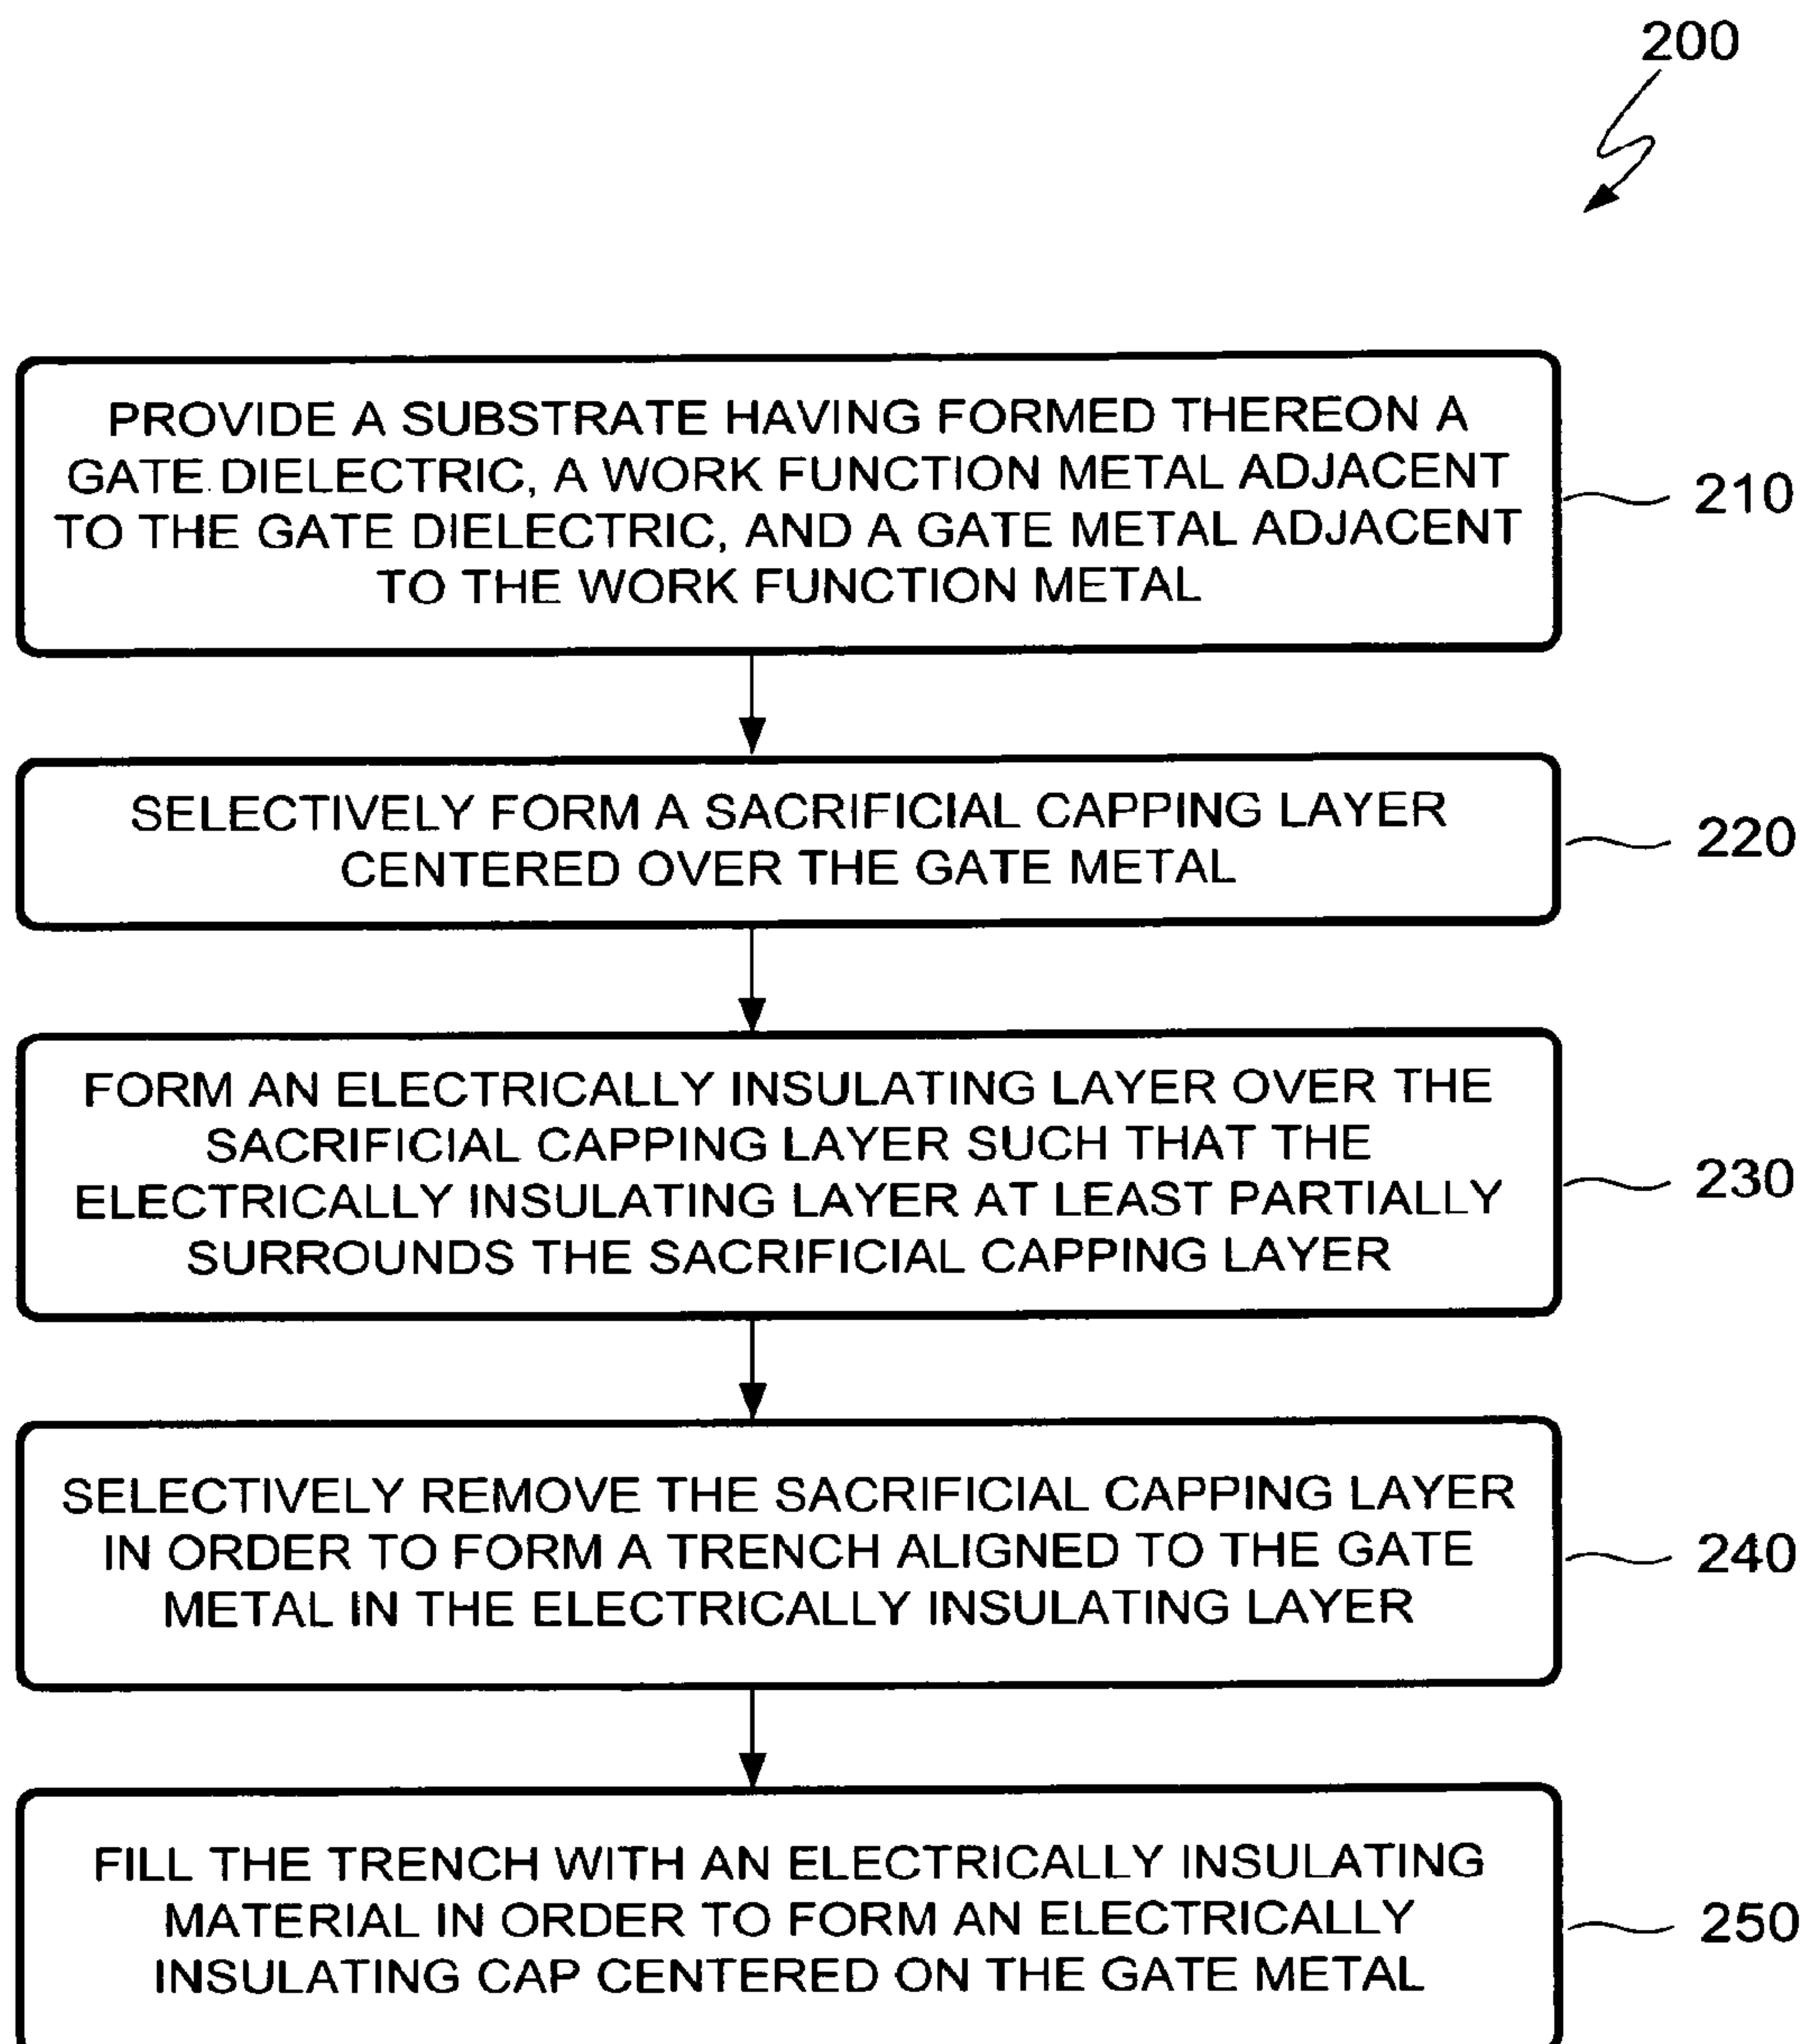 200
PROVIDE A SUBSTRATE HAVING FORMED THEREON A
GATE DIELECTRIC, A WORK FUNCTION METAL ADJACENT
TO THE GATE DIELECTRIC, AND A GATE METAL ADJACENT
TO THE WORK FUNCTION METAL
210
SELECTIVELY FORM A SACRIFICIAL CAPPING LAYER
CENTERED OVER THE GATE METAL
220
FORM AN ELECTRICALLY INSULATING LAYER OVER THE
SACRIFICIAL CAPPING LAYER SUCH THAT THE
ELECTRICALLY INSULATING LAYER AT LEAST PARTIALLY
SURROUNDS THE SACRIFICIAL CAPPING LAYER
230
SELECTIVELY REMOVE THE SACRIFICIAL CAPPING LAYER
IN ORDER TO FORM A TRENCH ALIGNED TO THE GATE
METAL IN THE ELECTRICALLY INSULATING LAYER
240
FILL THE TRENCH WITH AN ELECTRICALLY INSULATING
MATERIAL IN ORDER TO FORM AN ELECTRICALLY
INSULATING CAP CENTERED ON THE GATE METAL
250